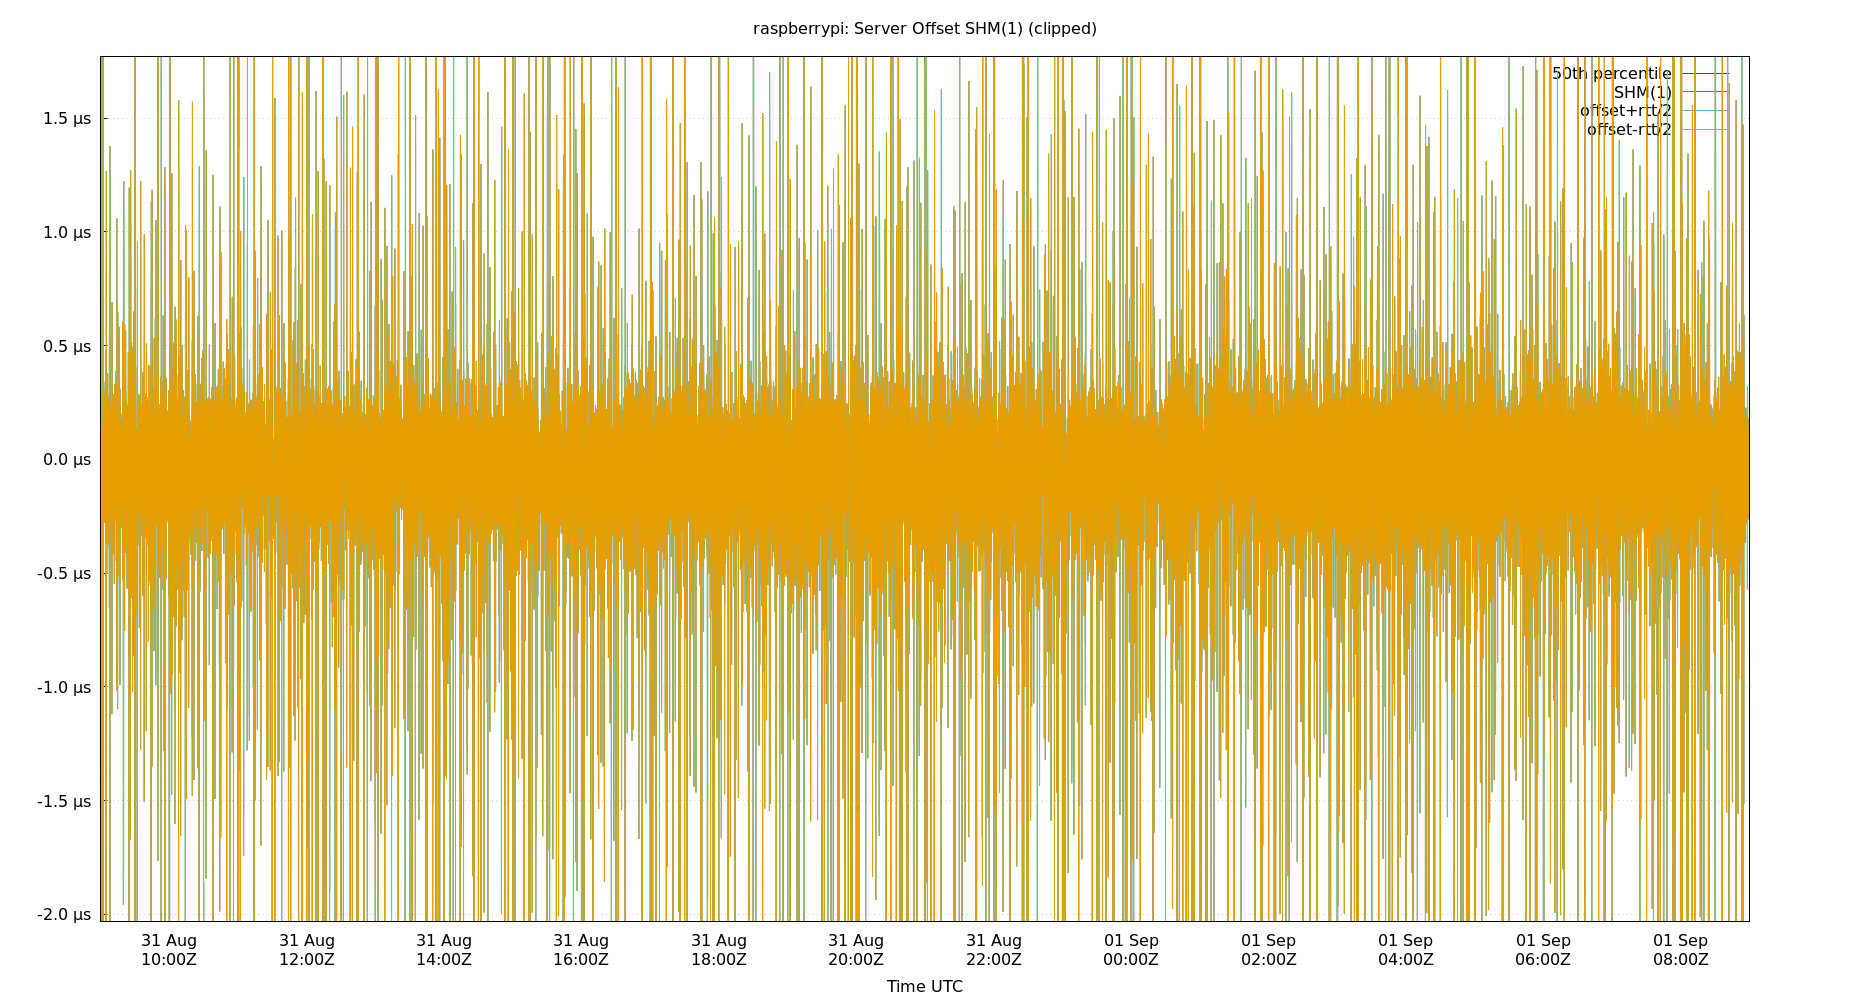 raspberrypi: Server Offset SHM(1) (clipped)
50th percentile
SHM(1)
offset+rtt/2
offset-rtt/2
1.5 µs
1.0 µs
0.5 µs
0.0 µs
-0.5 µs
-1.0 µs
-1.5 µs
-2.0 µs
31 Aug 31 Aug 31 Aug 31 Aug 31 Aug 31 Aug 31 Aug 01 Sep 01 Sep 01 Sep 01 Sep 01 Sep
10:00Z 12:00Z 14:00Z 16:00Z 18:00Z 20:00Z 22:00Z 00:00Z 02:00Z 04:00Z 06:00Z 08:00Z
Time UTC